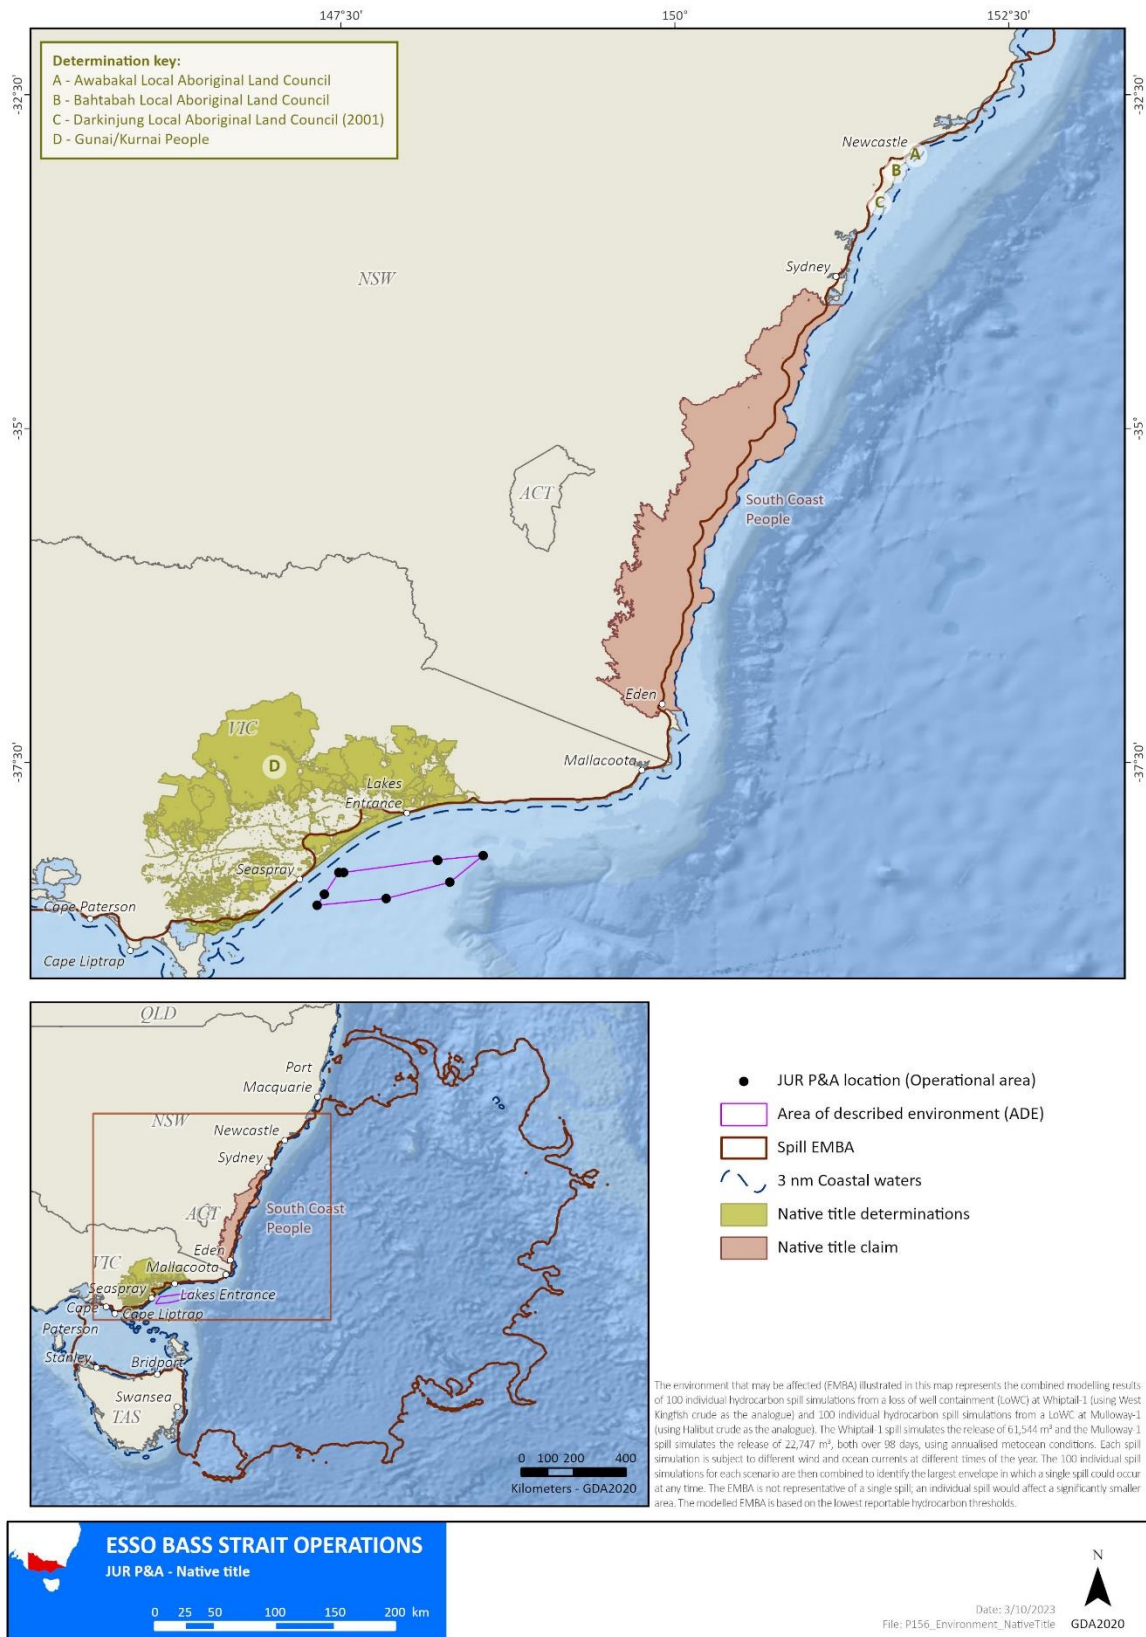 147°30'
150°
152°30'
Determination key:
A - Awabakal Local Aboriginal Land Council
B - Bahtabah Local Aboriginal Land Council
C - Darkinjung Local Aboriginal Land Council (2001)
D - Gunai/Kurnai People
-32°30'
-32°30'
Newcastle
A
B
C
Sydney
NSW
-35°
-35°
ACT
South Coast
People
Eden
VIC
D
Mallacoota
-37°30'
-37°30'
Lakes
Entrance
Seaspray
Cape Paterson
Cape Liptrap
QLD
Port
Macquarie
NSW
Newcastle
Sydney
ACT
South Coast
People
Eden
VIC
Mallacoota
Seaspray
Lakes Entrance
Cape
Paterson
Cape Liptrap
Stanley
Bridport
Swansea
TAS
0 100 200 400
Kilometers - GDA2020
JUR P&A location (Operational area)
Area of described environment (ADE)
Spill EMBA
3 nm Coastal waters
Native title determinations
Native title claim
The environment that may be affected (EMBA) illustrated in this map represents the combined modelling results
of 100 individual hydrocarbon spill simulations from a loss of well containment (LoWC) at Whiptail-1 (using West
Kingfish crude as the analogue) and 100 individual hydrocarbon spill simulations from a LoWC at Mulloway-1
(using Halibut crude as the analogue). The Whiptail-1 spill simulates the release of 61,544 m³ and the Mulloway-1
spill simulates the release of 22,747 m³, both over 98 days, using annualised metocean conditions. Each spill
simulation is subject to different wind and ocean currents at different times of the year. The 100 individual spill
simulations for each scenario are then combined to identify the largest envelope in which a single spill could occur
at any time. The EMBA is not representative of a single spill; an individual spill would affect a significantly smaller
area. The modelled EMBA is based on the lowest reportable hydrocarbon thresholds.
ESSO BASS STRAIT OPERATIONS
JUR P&A - Native title
0 25 50 100 150 200 km
N
GDA2020
Date: 3/10/2023
File: P156_Environment_NativeTitle